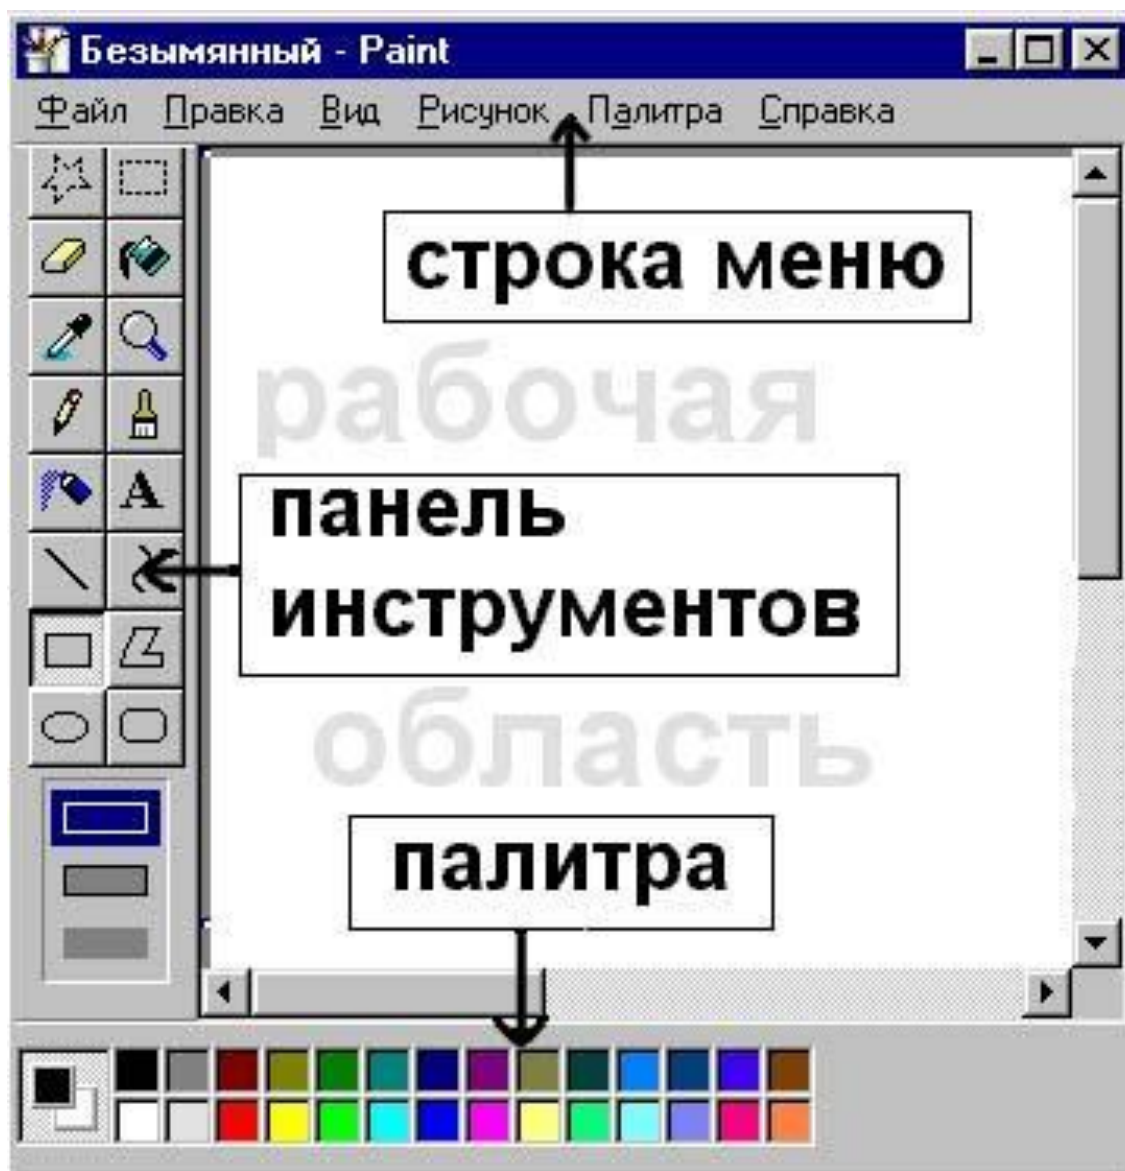 Безымянный - Paint
Файл Правка Вид Рисунок Палитра Справка
строка меню
рабочая
A
панель
инструментов
область
палитра